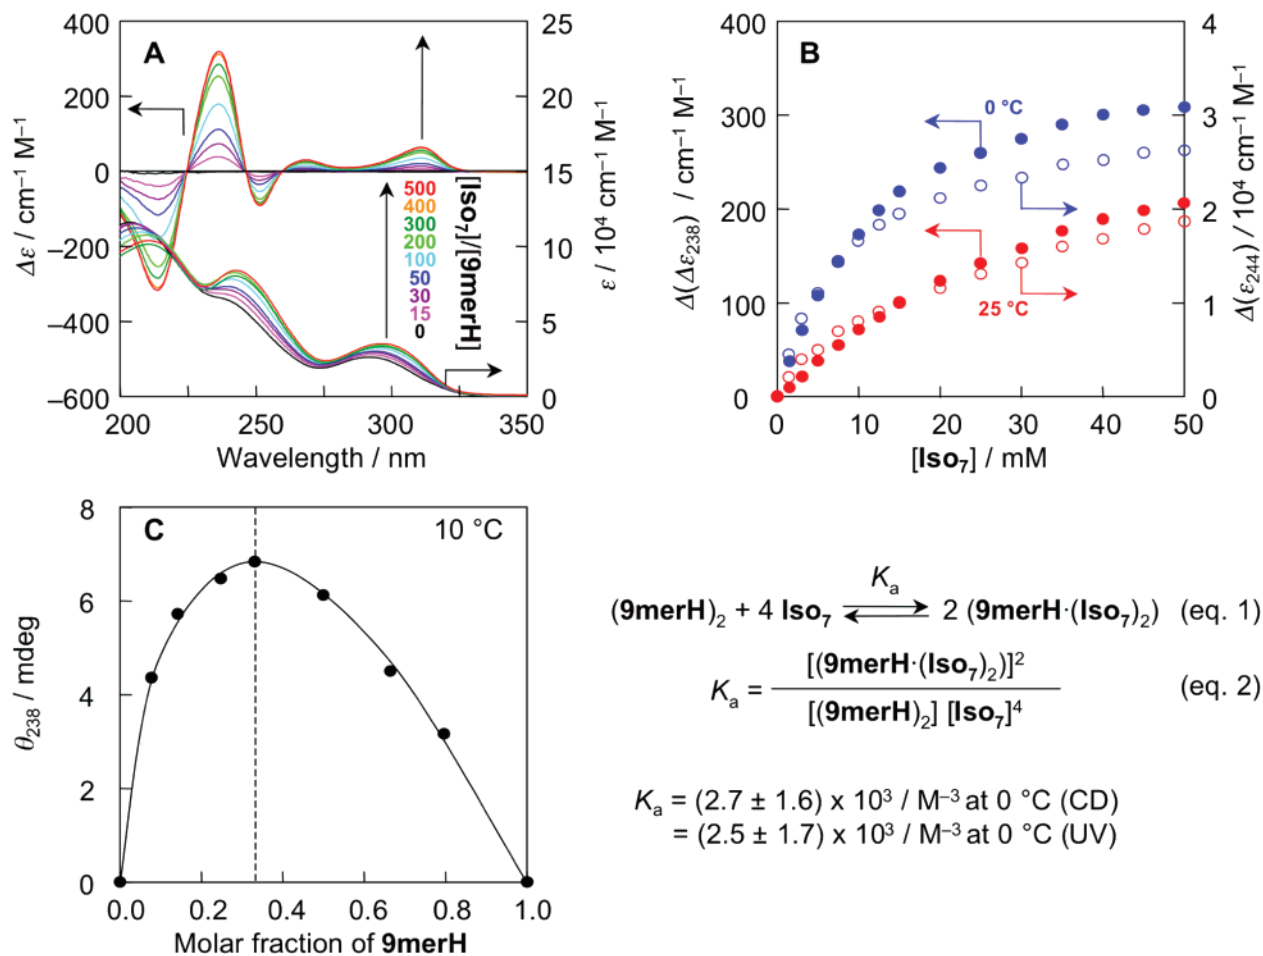 A
400
200
0
–200
–400
–600
Δε / cm⁻¹ M⁻¹
25
20
15
10
5
0
ε / 10⁴ cm⁻¹ M⁻¹
500
400
300
200
100
50
30
15
0
[Iso₇]/[9merH]
200 250 300 350
Wavelength / nm
B
400
300
200
100
0
Δ(Δε₂₃₈) / cm⁻¹ M⁻¹
4
3
2
1
0
Δ(ε₂₄₄) / 10⁴ cm⁻¹ M⁻¹
0 °C
25 °C
0 10 20 30 40 50
[Iso₇] / mM
C
10 °C
8
6
4
2
0
θ₂₃₈ / mdeg
0.0 0.2 0.4 0.6 0.8 1.0
Molar fraction of 9merH
Kₐ
(9merH)₂ + 4 Iso₇ ⇌ 2 (9merH·(Iso₇)₂) (eq. 1)
[(9merH·(Iso₇)₂)]²
Kₐ = (eq. 2)
[(9merH)₂] [Iso₇]⁴
Kₐ = (2.7 ± 1.6) x 10³ / M⁻³ at 0 °C (CD)
= (2.5 ± 1.7) x 10³ / M⁻³ at 0 °C (UV)